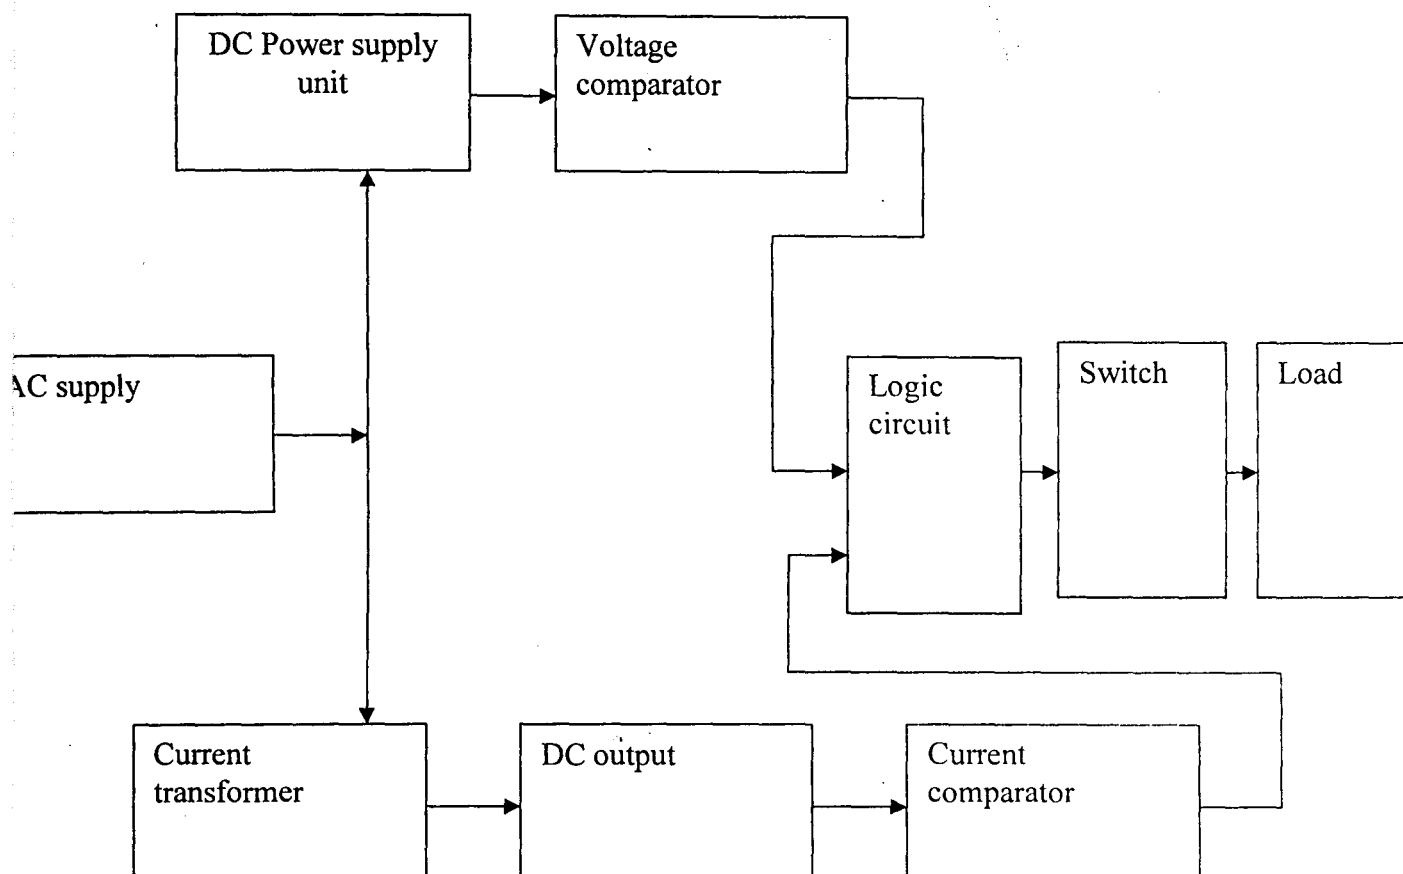 DC Power supply
unit
Voltage
comparator
AC supply
Logic
circuit
Switch
Load
Current
transformer
DC output
Current
comparator